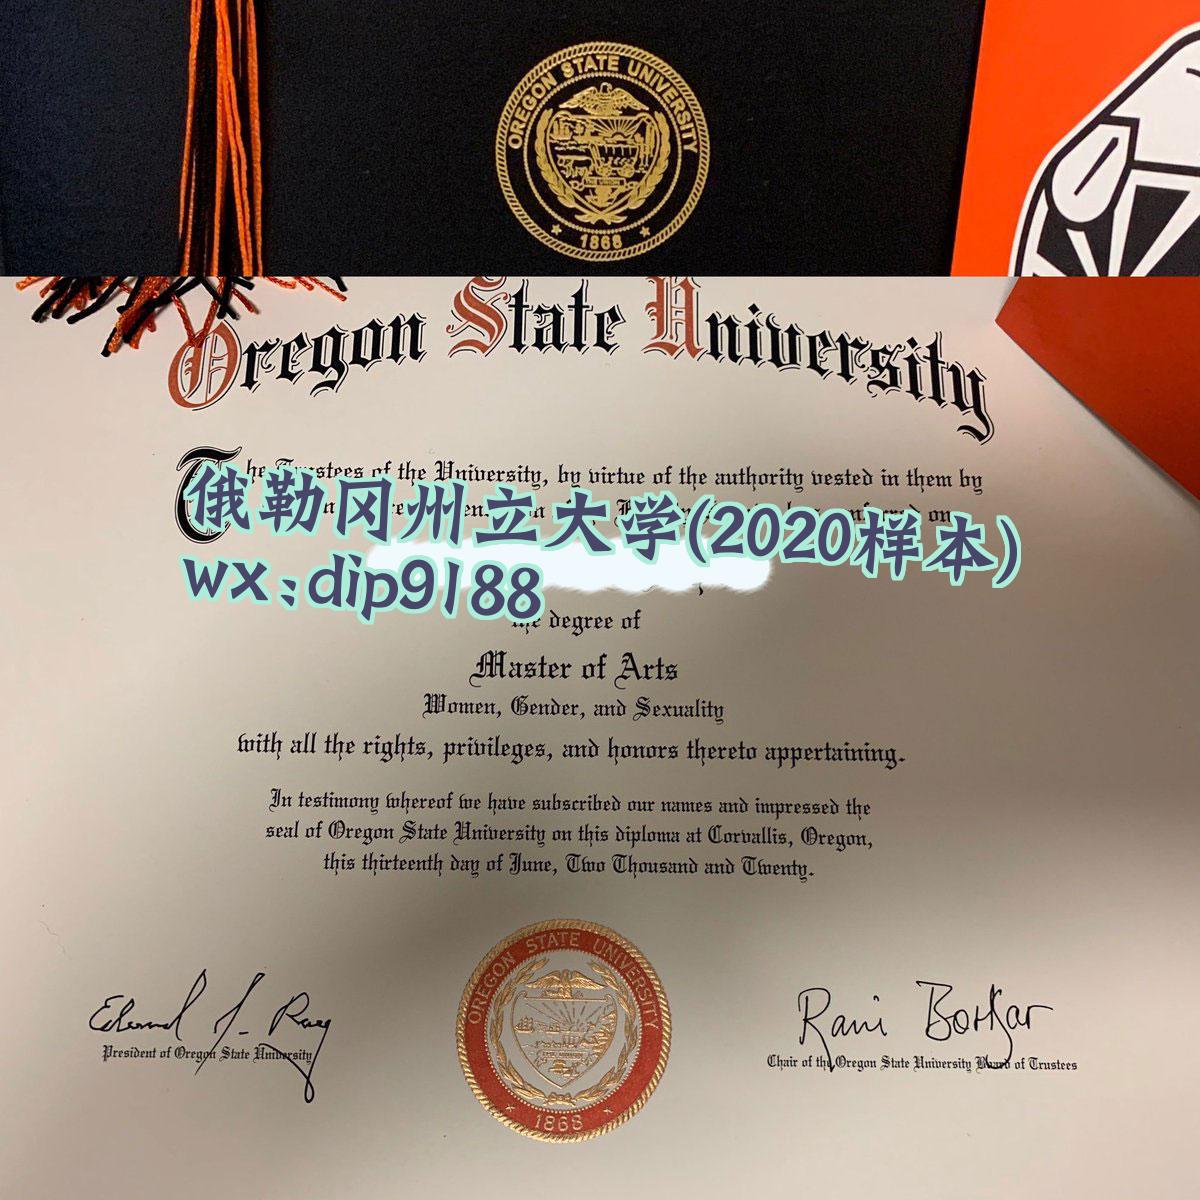 OREGON STATE UNIVERSITY
1868
Oregon State University
The Trustees of the University, by virtue of the authority vested in them by
on
俄勒冈州立大学(2020样本)
wx:dip9188
the degree of
Master of Arts
Women, Gender, and Sexuality
with all the rights, privileges, and honors thereto appertaining.
In testimony whereof we have subscribed our names and impressed the
seal of Oregon State University on this diploma at Corvallis, Oregon,
this thirteenth day of June, Two Thousand and Twenty.
OREGON STATE UNIVERSITY
1868
Edward J. Ray
President of Oregon State University
Rani Borkar
Chair of the Oregon State University Board of Trustees